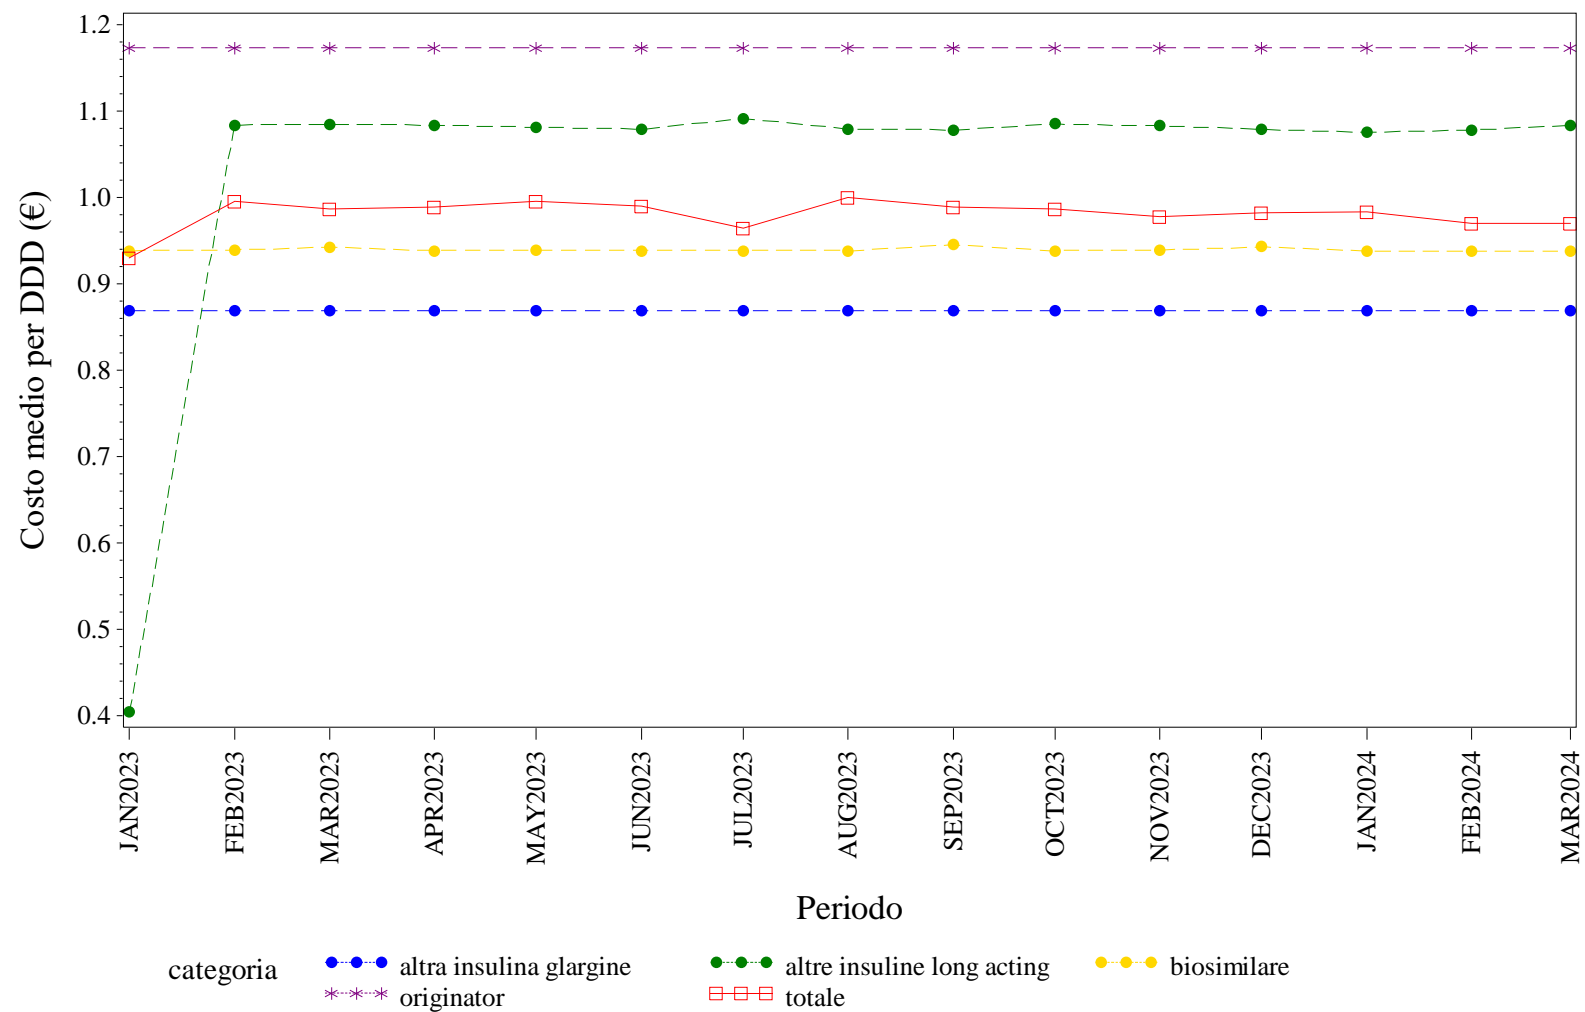 1.2
1.1
1.0
0.9
0.8
0.7
0.6
0.5
0.4
Costo medio per DDD (€)
JAN2023
FEB2023
MAR2023
APR2023
MAY2023
JUN2023
JUL2023
AUG2023
SEP2023
OCT2023
NOV2023
DEC2023
JAN2024
FEB2024
MAR2024
Periodo
categoria altra insulina glargine altre insuline long acting biosimilare
originator totale